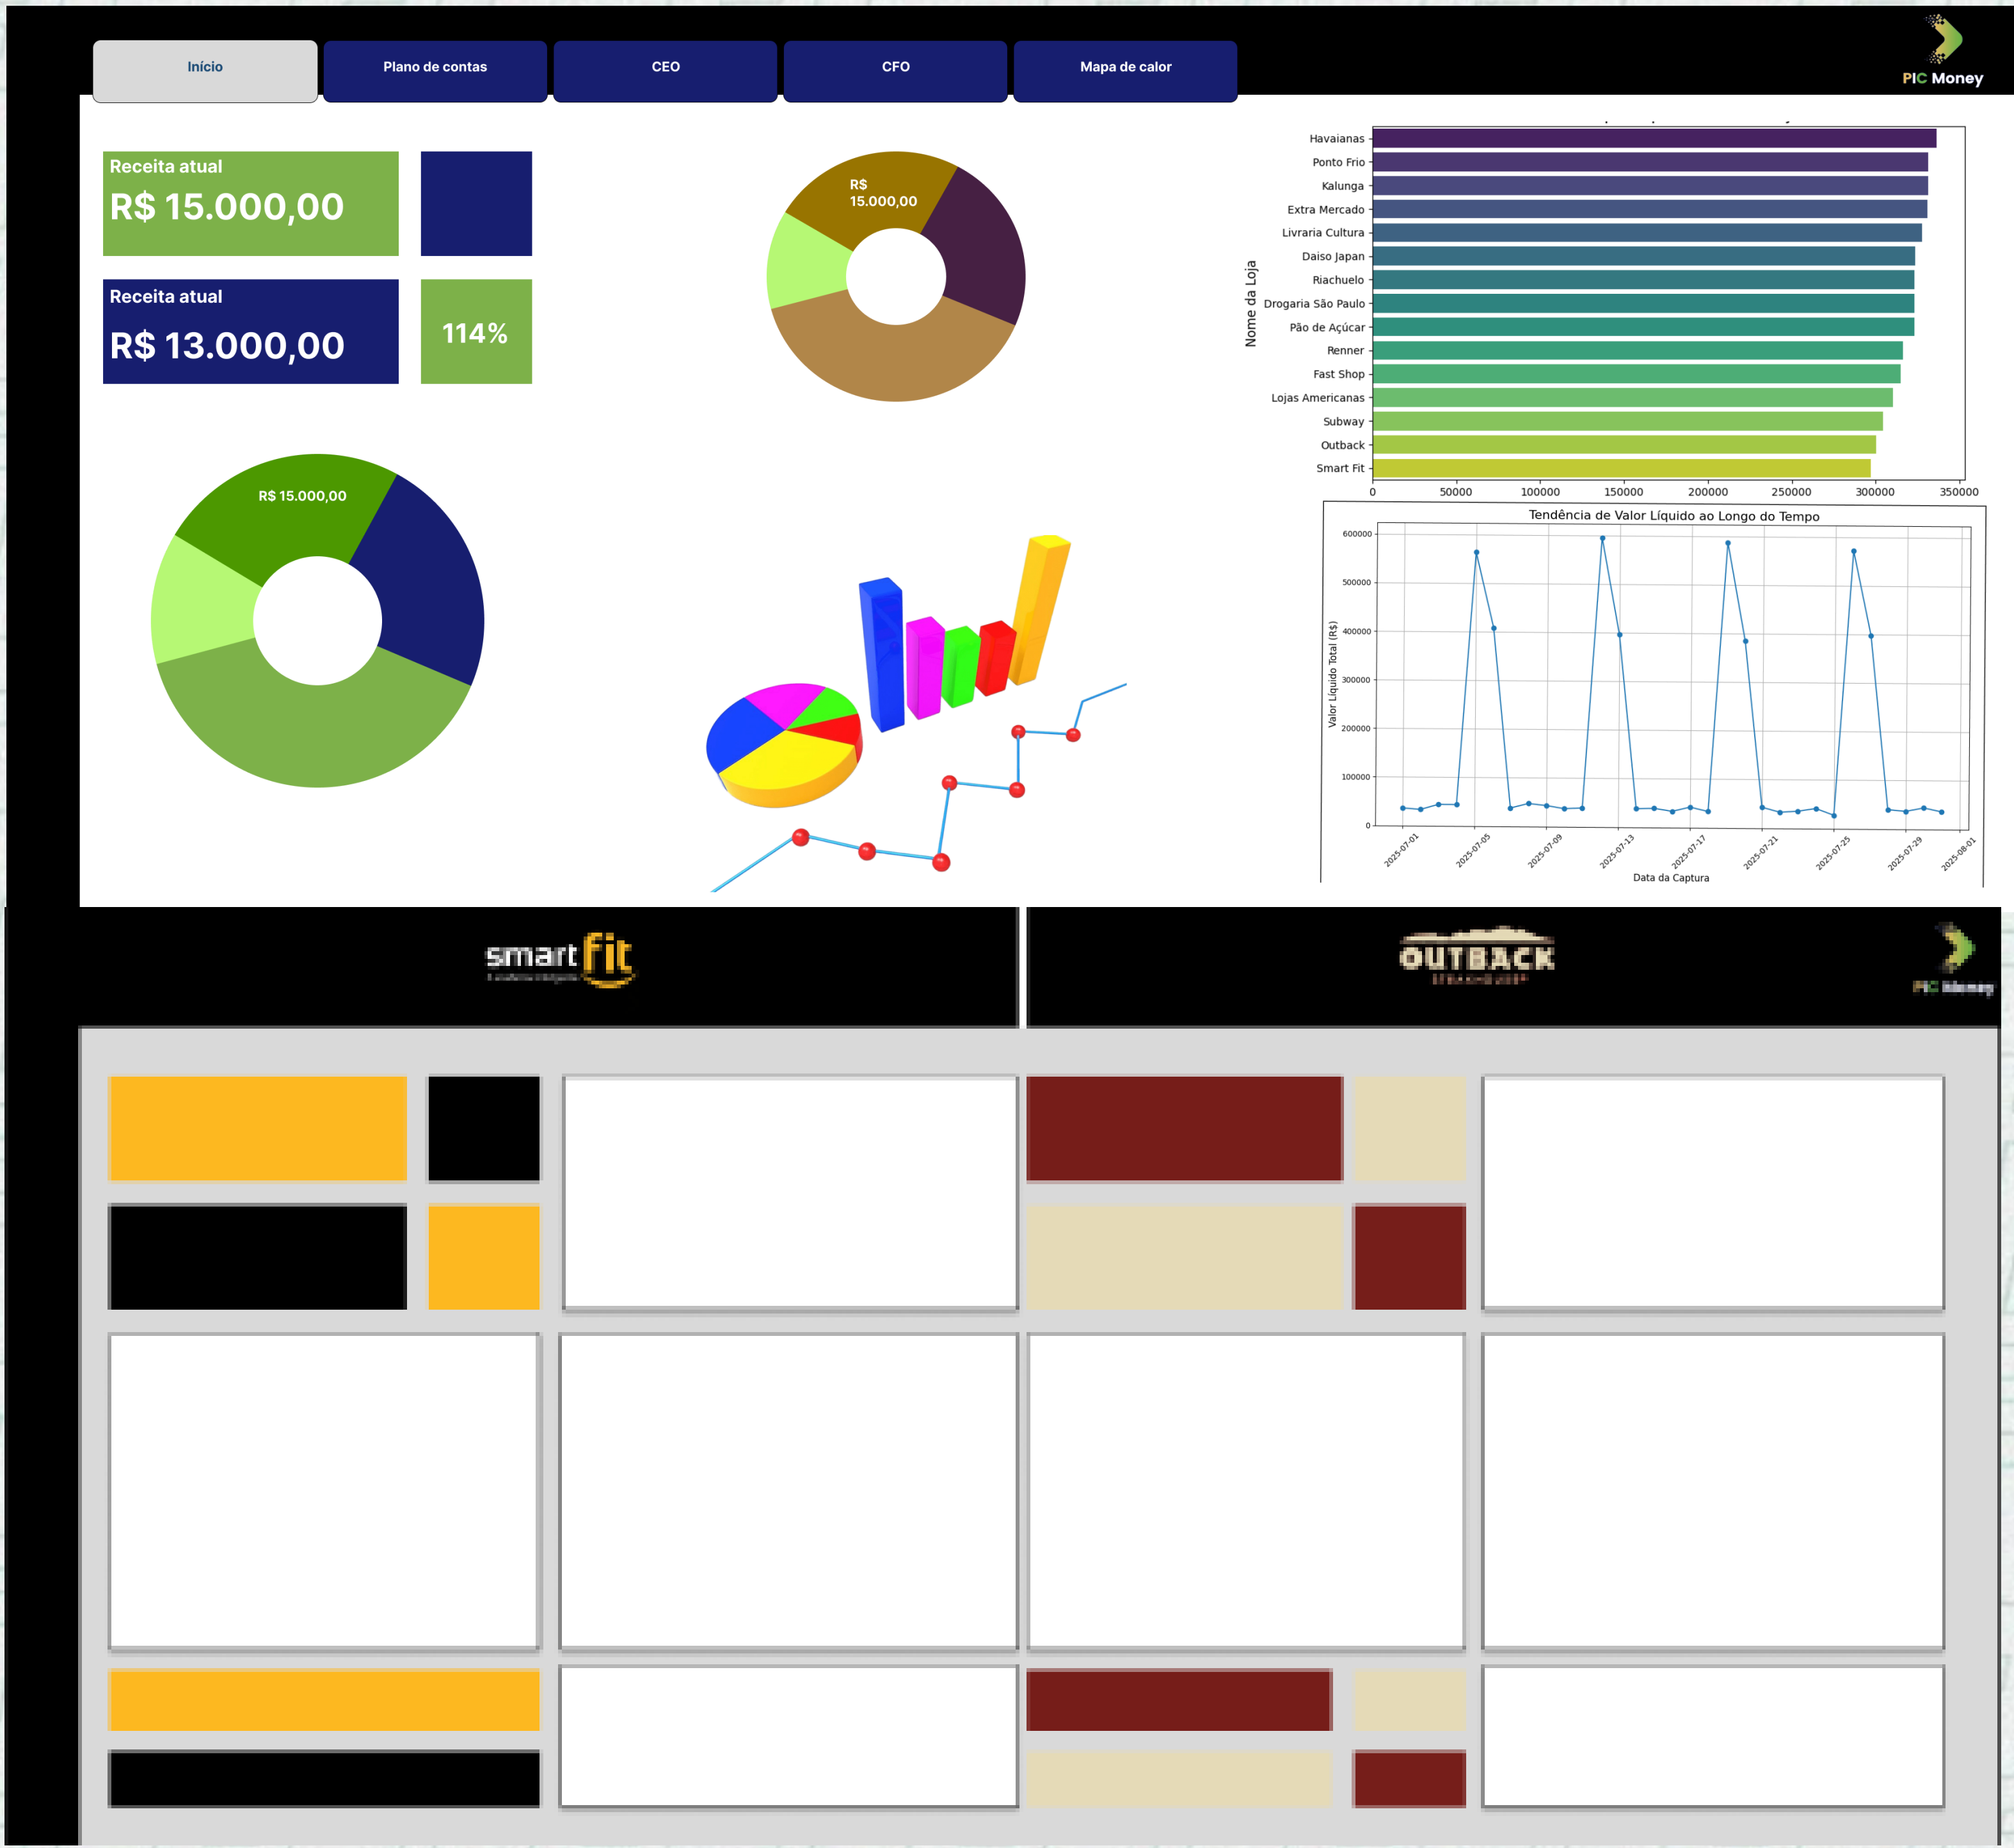 Início
Plano de contas
CEO
CFO
Mapa de calor
PIC Money
Receita atual
R$ 15.000,00
Receita atual
R$ 13.000,00
114%
R$
15.000,00
R$ 15.000,00
Nome da Loja
Havaianas
Ponto Frio
Kalunga
Extra Mercado
Livraria Cultura
Daiso Japan
Riachuelo
Drogaria São Paulo
Pão de Açúcar
Renner
Fast Shop
Lojas Americanas
Subway
Outback
Smart Fit
0 50000 100000 150000 200000 250000 300000 350000
Tendência de Valor Líquido ao Longo do Tempo
Valor Líquido Total (R$)
600000
500000
400000
300000
200000
100000
0
2025-07-01 2025-07-05 2025-07-09 2025-07-13 2025-07-17 2025-07-21 2025-07-25 2025-07-29 2025-08-01
Data da Captura
smart fit
OUTBACK
PIC Money